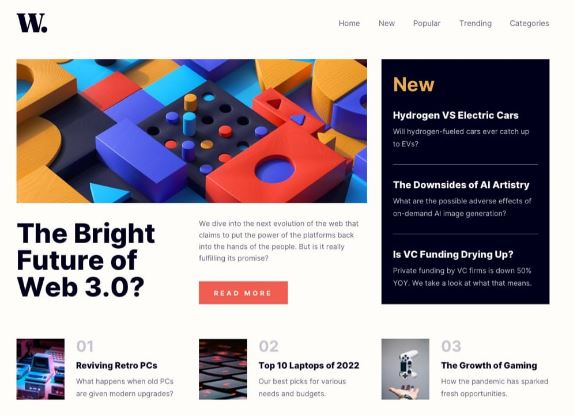 W.
Home New Popular Trending Categories
The Bright
Future of
Web 3.0?
We dive into the next evolution of the web that
claims to put the power of the platforms back
into the hands of the people. But is it really
fulfilling its promise?
READ MORE
New
Hydrogen VS Electric Cars
Will hydrogen-fueled cars ever catch up
to EVs?
The Downsides of AI Artistry
What are the possible adverse effects of
on-demand AI image generation?
Is VC Funding Drying Up?
Private funding by VC firms is down 50%
YOY. We take a look at what that means.
01
Reviving Retro PCs
What happens when old PCs
are given modern upgrades?
02
Top 10 Laptops of 2022
Our best picks for various
needs and budgets.
03
The Growth of Gaming
How the pandemic has sparked
fresh opportunities.